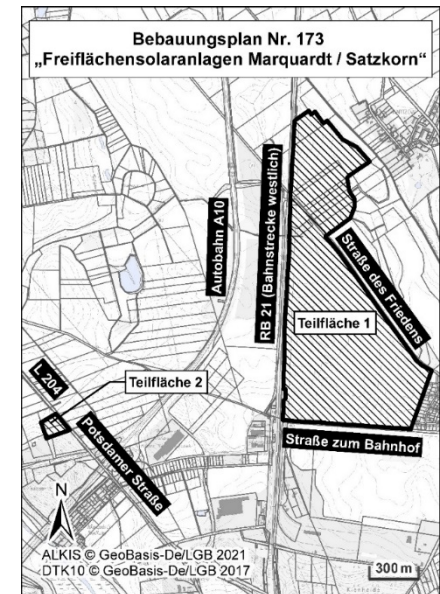 Bebauungsplan Nr. 173
„Freiflächensolaranlagen Marquardt / Satzkorn“
Autobahn A10
RB 21 (Bahnstrecke westlich)
Straße des Friedens
Teilfläche 1
Teilfläche 2
L 204
Potsdamer Straße
Straße zum Bahnhof
N
ALKIS © GeoBasis-De/LGB 2021
DTK10 © GeoBasis-De/LGB 2017
300 m